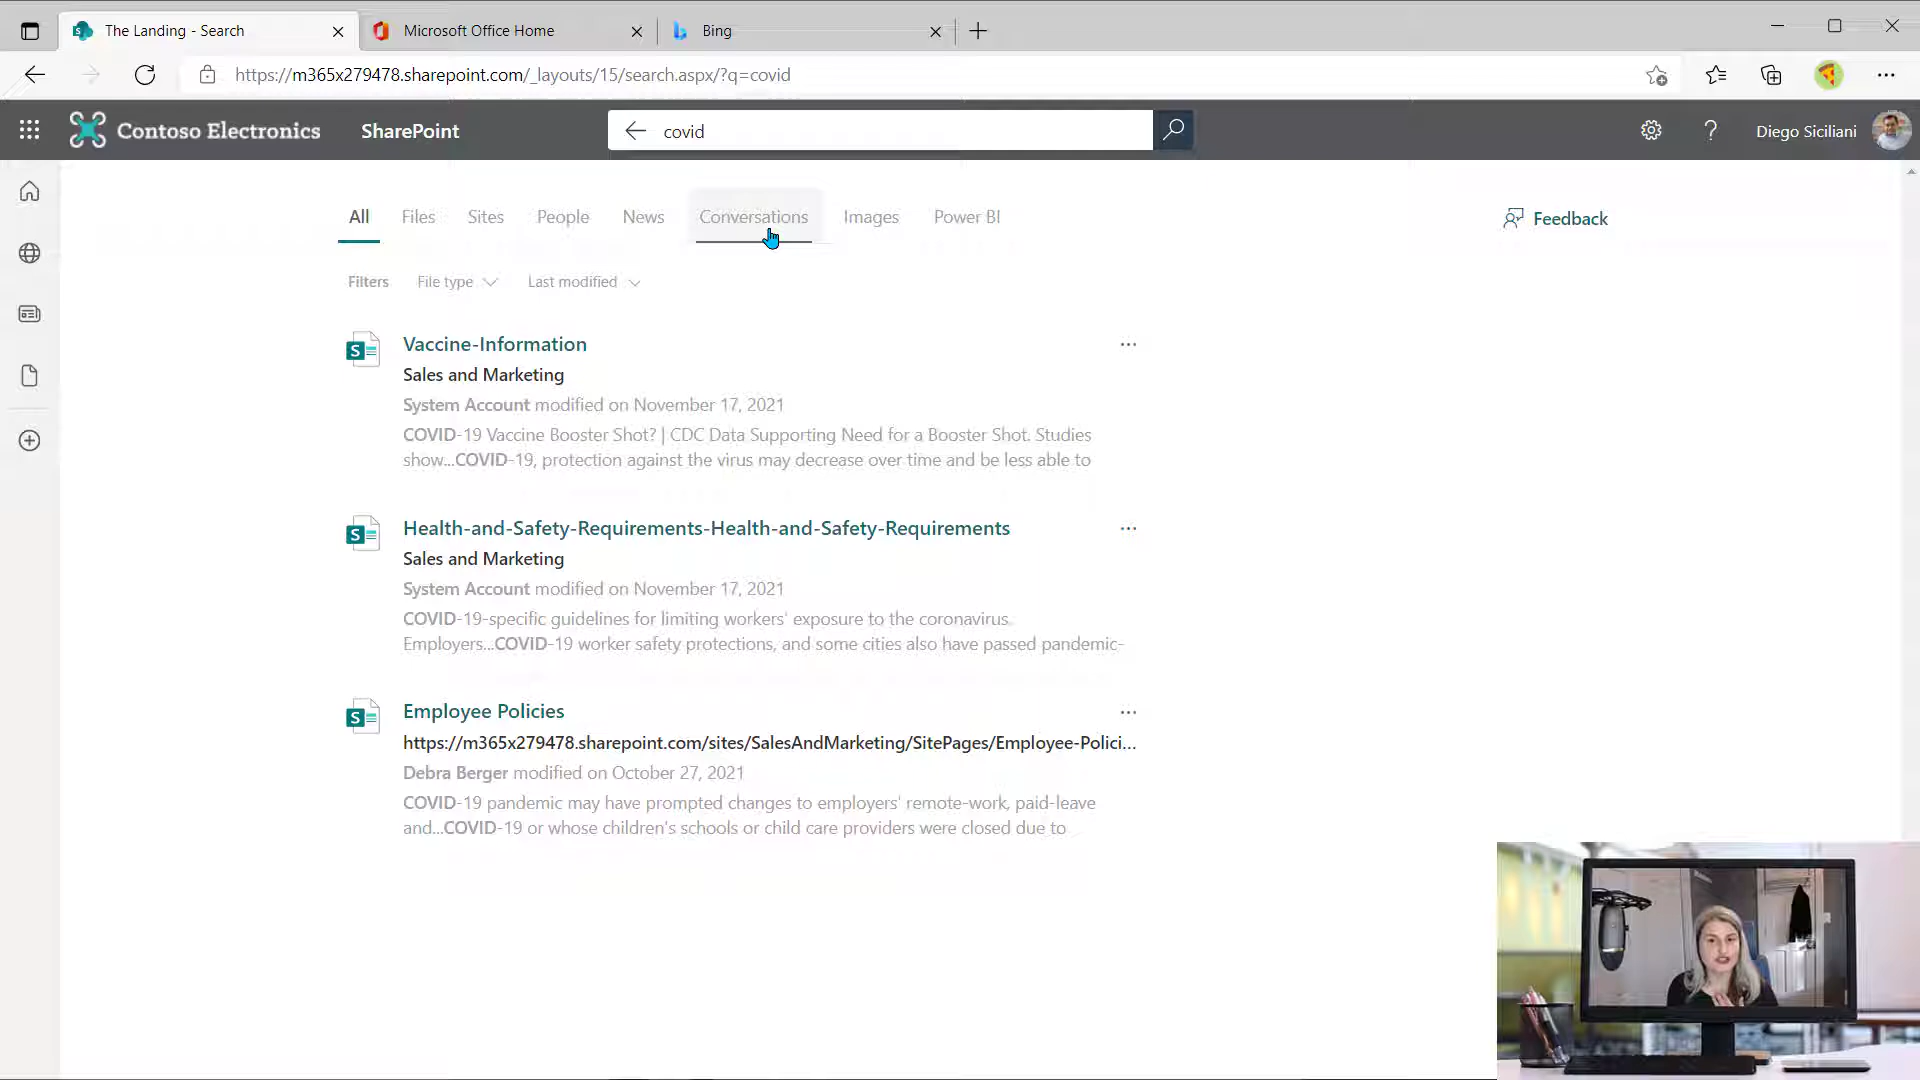 The Landing - Search
Microsoft Office Home
Bing
https://m365x279478.sharepoint.com/_layouts/15/search.aspx/?q=covid
Contoso Electronics
SharePoint
covid
Diego Siciliani
All
Files
Sites
People
News
Conversations
Images
Power BI
Feedback
Filters
File type
Last modified
Vaccine-Information
Sales and Marketing
System Account modified on November 17, 2021
COVID-19 Vaccine Booster Shot? | CDC Data Supporting Need for a Booster Shot. Studies
show...COVID-19, protection against the virus may decrease over time and be less able to
Health-and-Safety-Requirements-Health-and-Safety-Requirements
Sales and Marketing
System Account modified on November 17, 2021
COVID-19-specific guidelines for limiting workers' exposure to the coronavirus.
Employers...COVID-19 worker safety protections, and some cities also have passed pandemic-
Employee Policies
https://m365x279478.sharepoint.com/sites/SalesAndMarketing/SitePages/Employee-Polici...
Debra Berger modified on October 27, 2021
COVID-19 pandemic may have prompted changes to employers' remote-work, paid-leave
and...COVID-19 or whose children's schools or child care providers were closed due to